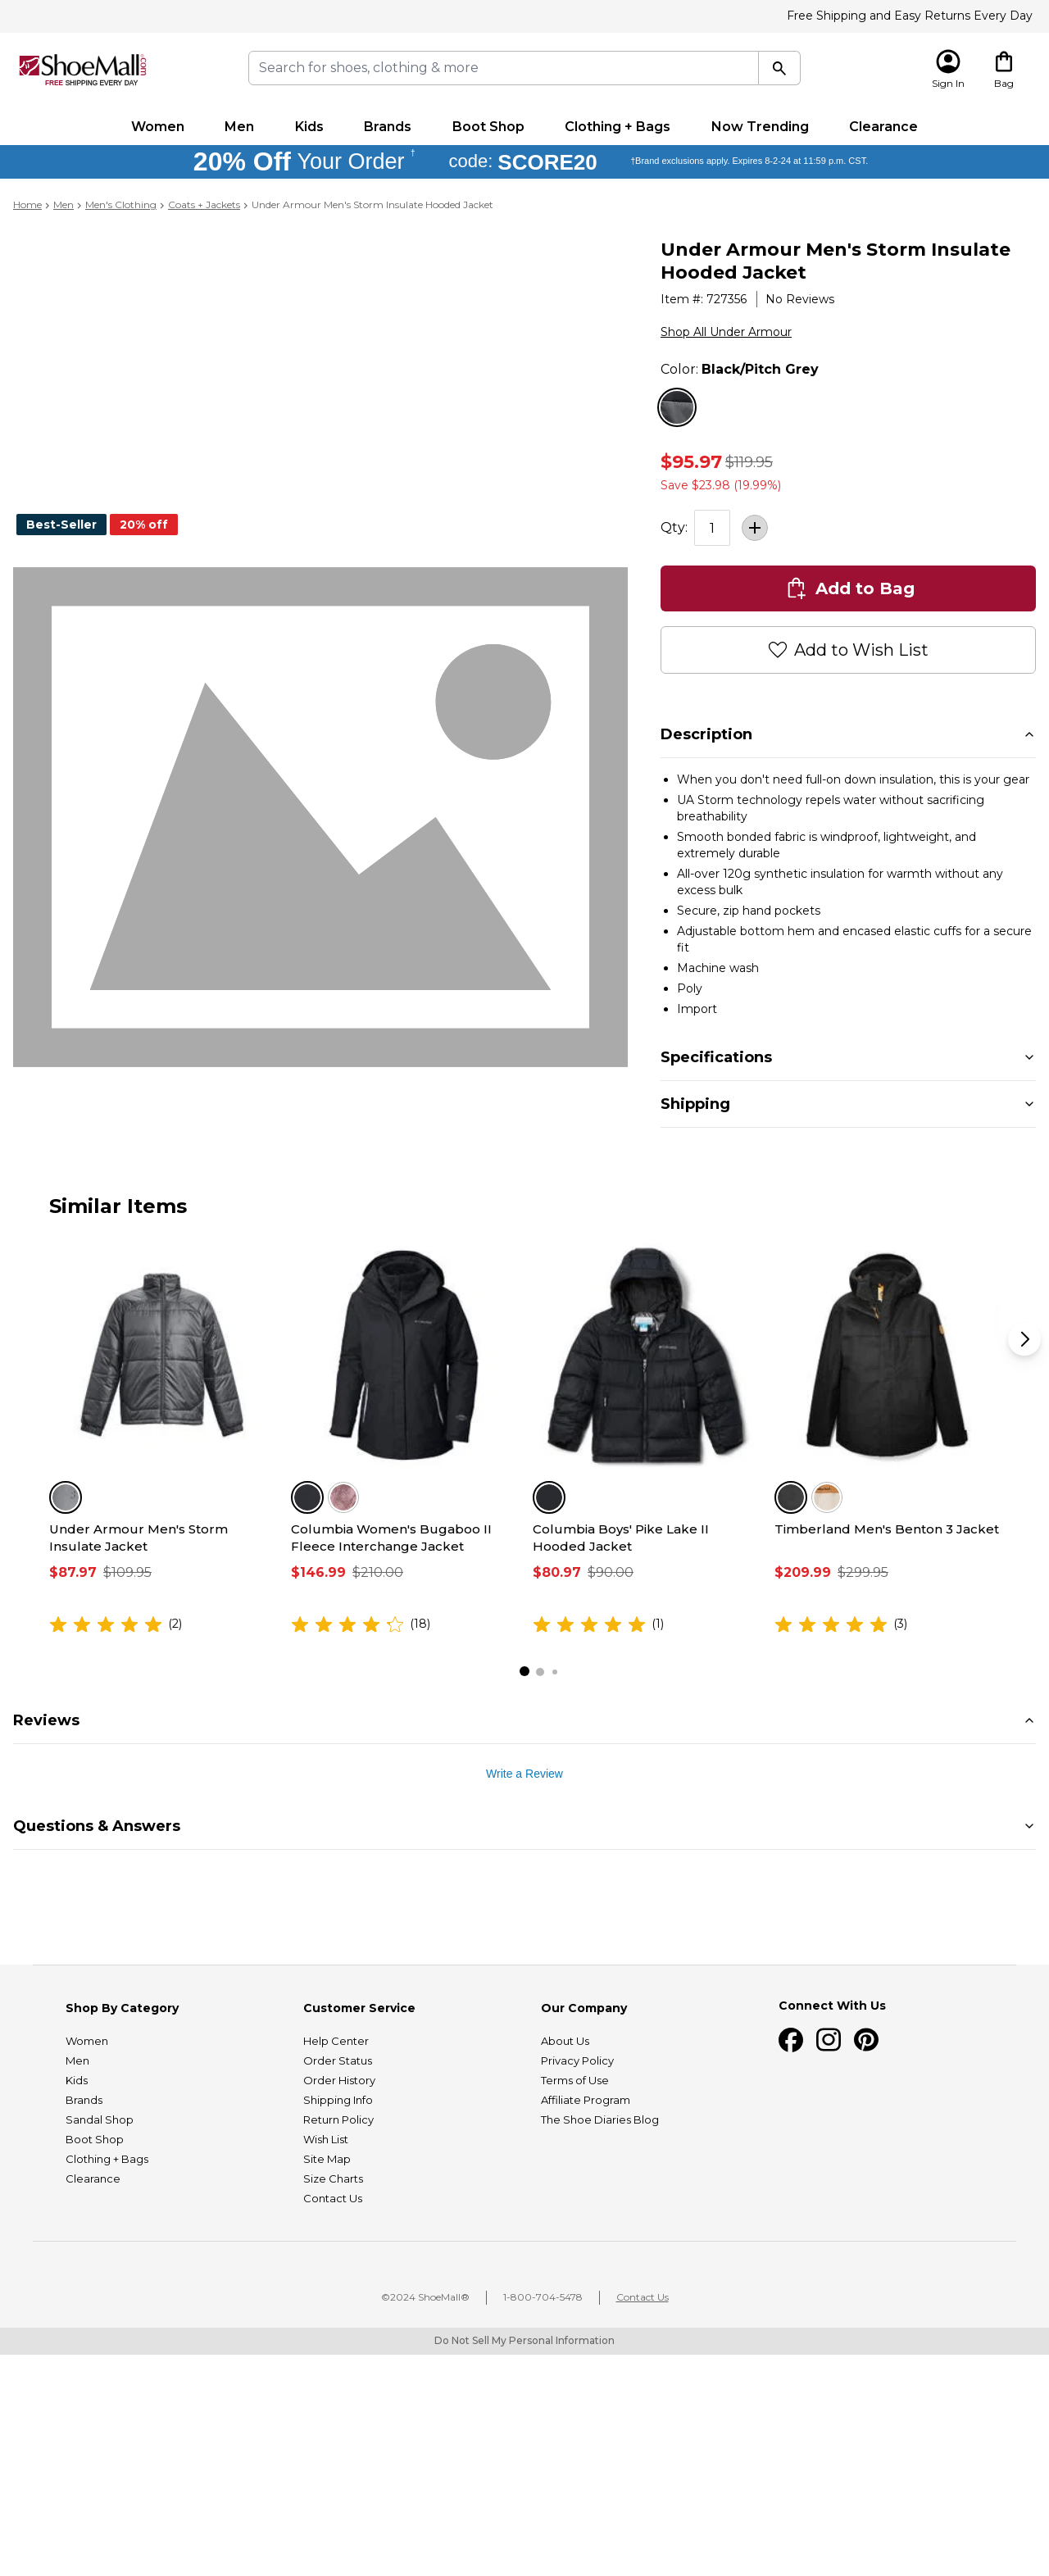 Free Shipping and Easy Returns Every Day
ShoeMall.com
FREE SHIPPING EVERY DAY
Search for shoes, clothing & more
Sign In
Bag
Women Men Kids Brands Boot Shop Clothing + Bags Now Trending Clearance
20% Off Your Order † code: SCORE20 †Brand exclusions apply. Expires 8-2-24 at 11:59 p.m. CST.
Home > Men > Men's Clothing > Coats + Jackets > Under Armour Men's Storm Insulate Hooded Jacket
Best-Seller 20% off
Under Armour Men's Storm Insulate
Hooded Jacket
Item #: 727356 | No Reviews
Shop All Under Armour
Color: Black/Pitch Grey
$95.97 $119.95
Save $23.98 (19.99%)
Qty: 1 +
Add to Bag
Add to Wish List
Description
• When you don't need full-on down insulation, this is your gear
• UA Storm technology repels water without sacrificing
breathability
• Smooth bonded fabric is windproof, lightweight, and
extremely durable
• All-over 120g synthetic insulation for warmth without any
excess bulk
• Secure, zip hand pockets
• Adjustable bottom hem and encased elastic cuffs for a secure
fit
• Machine wash
• Poly
• Import
Specifications
Shipping
Similar Items
Under Armour Men's Storm
Insulate Jacket
$87.97 $109.95
(2)
Columbia Women's Bugaboo II
Fleece Interchange Jacket
$146.99 $210.00
(18)
Columbia Boys' Pike Lake II
Hooded Jacket
$80.97 $90.00
(1)
Timberland Men's Benton 3 Jacket
$209.99 $299.95
(3)
Reviews
Write a Review
Questions & Answers
Shop By Category
Women
Men
Kids
Brands
Sandal Shop
Boot Shop
Clothing + Bags
Clearance
Customer Service
Help Center
Order Status
Order History
Shipping Info
Return Policy
Wish List
Site Map
Size Charts
Contact Us
Our Company
About Us
Privacy Policy
Terms of Use
Affiliate Program
The Shoe Diaries Blog
Connect With Us
©2024 ShoeMall® | 1-800-704-5478 | Contact Us
Do Not Sell My Personal Information